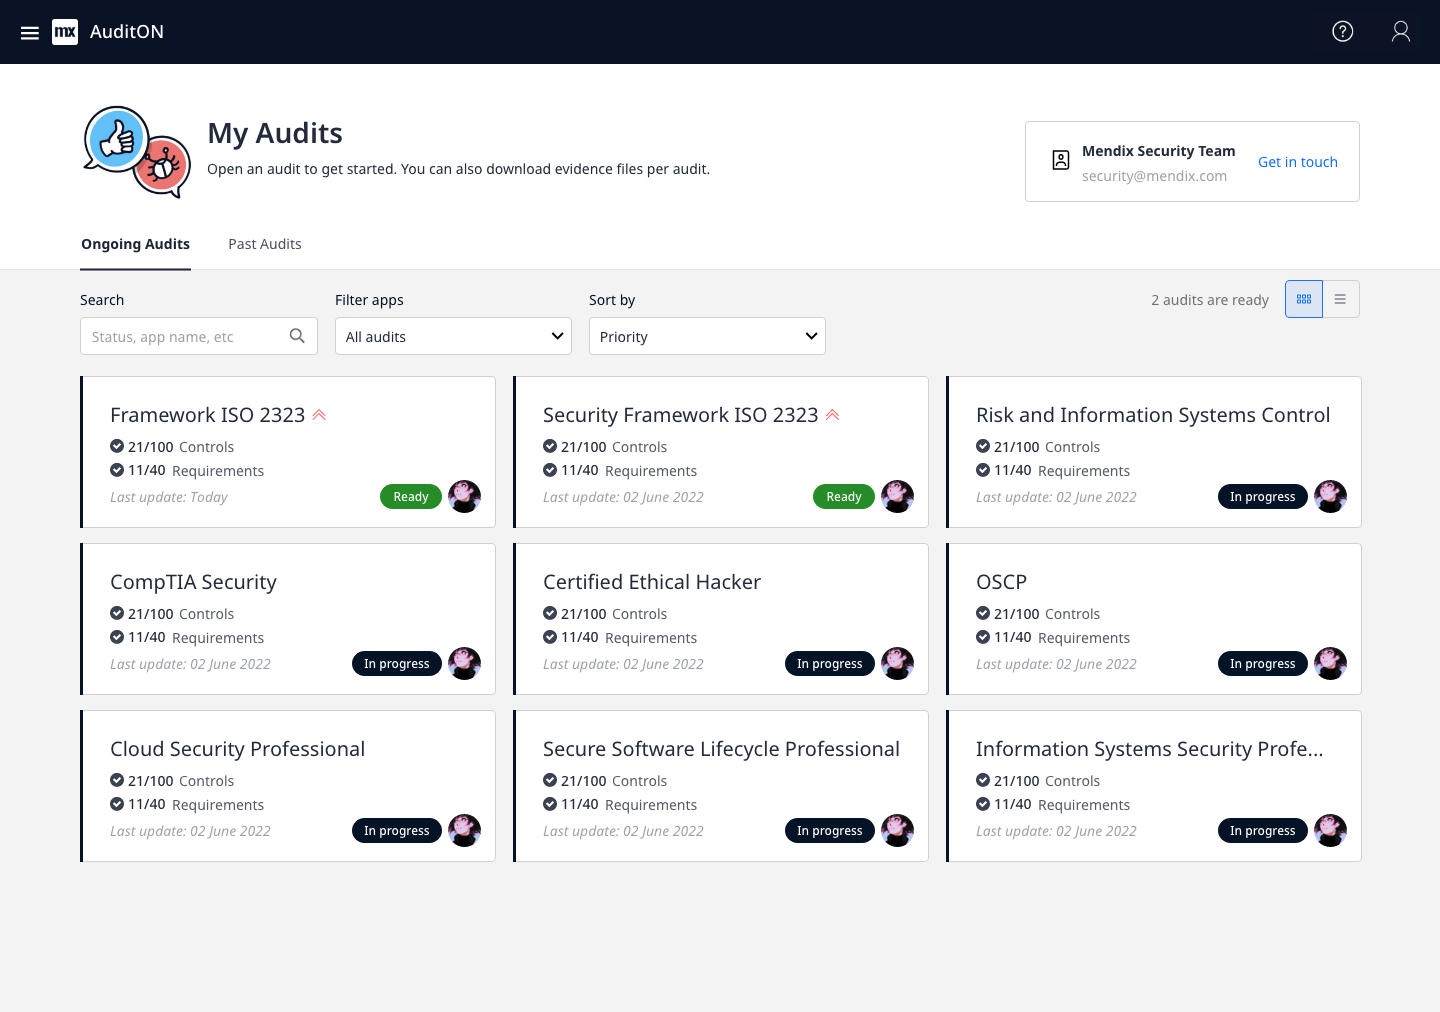 mx AuditON
My Audits
Open an audit to get started. You can also download evidence files per audit.
Mendix Security Team
security@mendix.com
Get in touch
Ongoing Audits Past Audits
Search Filter apps Sort by
2 audits are ready
Status, app name, etc All audits Priority
Framework ISO 2323
21/100 Controls
11/40 Requirements
Last update: Today Ready
Security Framework ISO 2323
21/100 Controls
11/40 Requirements
Last update: 02 June 2022 Ready
Risk and Information Systems Control
21/100 Controls
11/40 Requirements
Last update: 02 June 2022 In progress
CompTIA Security
21/100 Controls
11/40 Requirements
Last update: 02 June 2022 In progress
Certified Ethical Hacker
21/100 Controls
11/40 Requirements
Last update: 02 June 2022 In progress
OSCP
21/100 Controls
11/40 Requirements
Last update: 02 June 2022 In progress
Cloud Security Professional
21/100 Controls
11/40 Requirements
Last update: 02 June 2022 In progress
Secure Software Lifecycle Professional
21/100 Controls
11/40 Requirements
Last update: 02 June 2022 In progress
Information Systems Security Profe...
21/100 Controls
11/40 Requirements
Last update: 02 June 2022 In progress